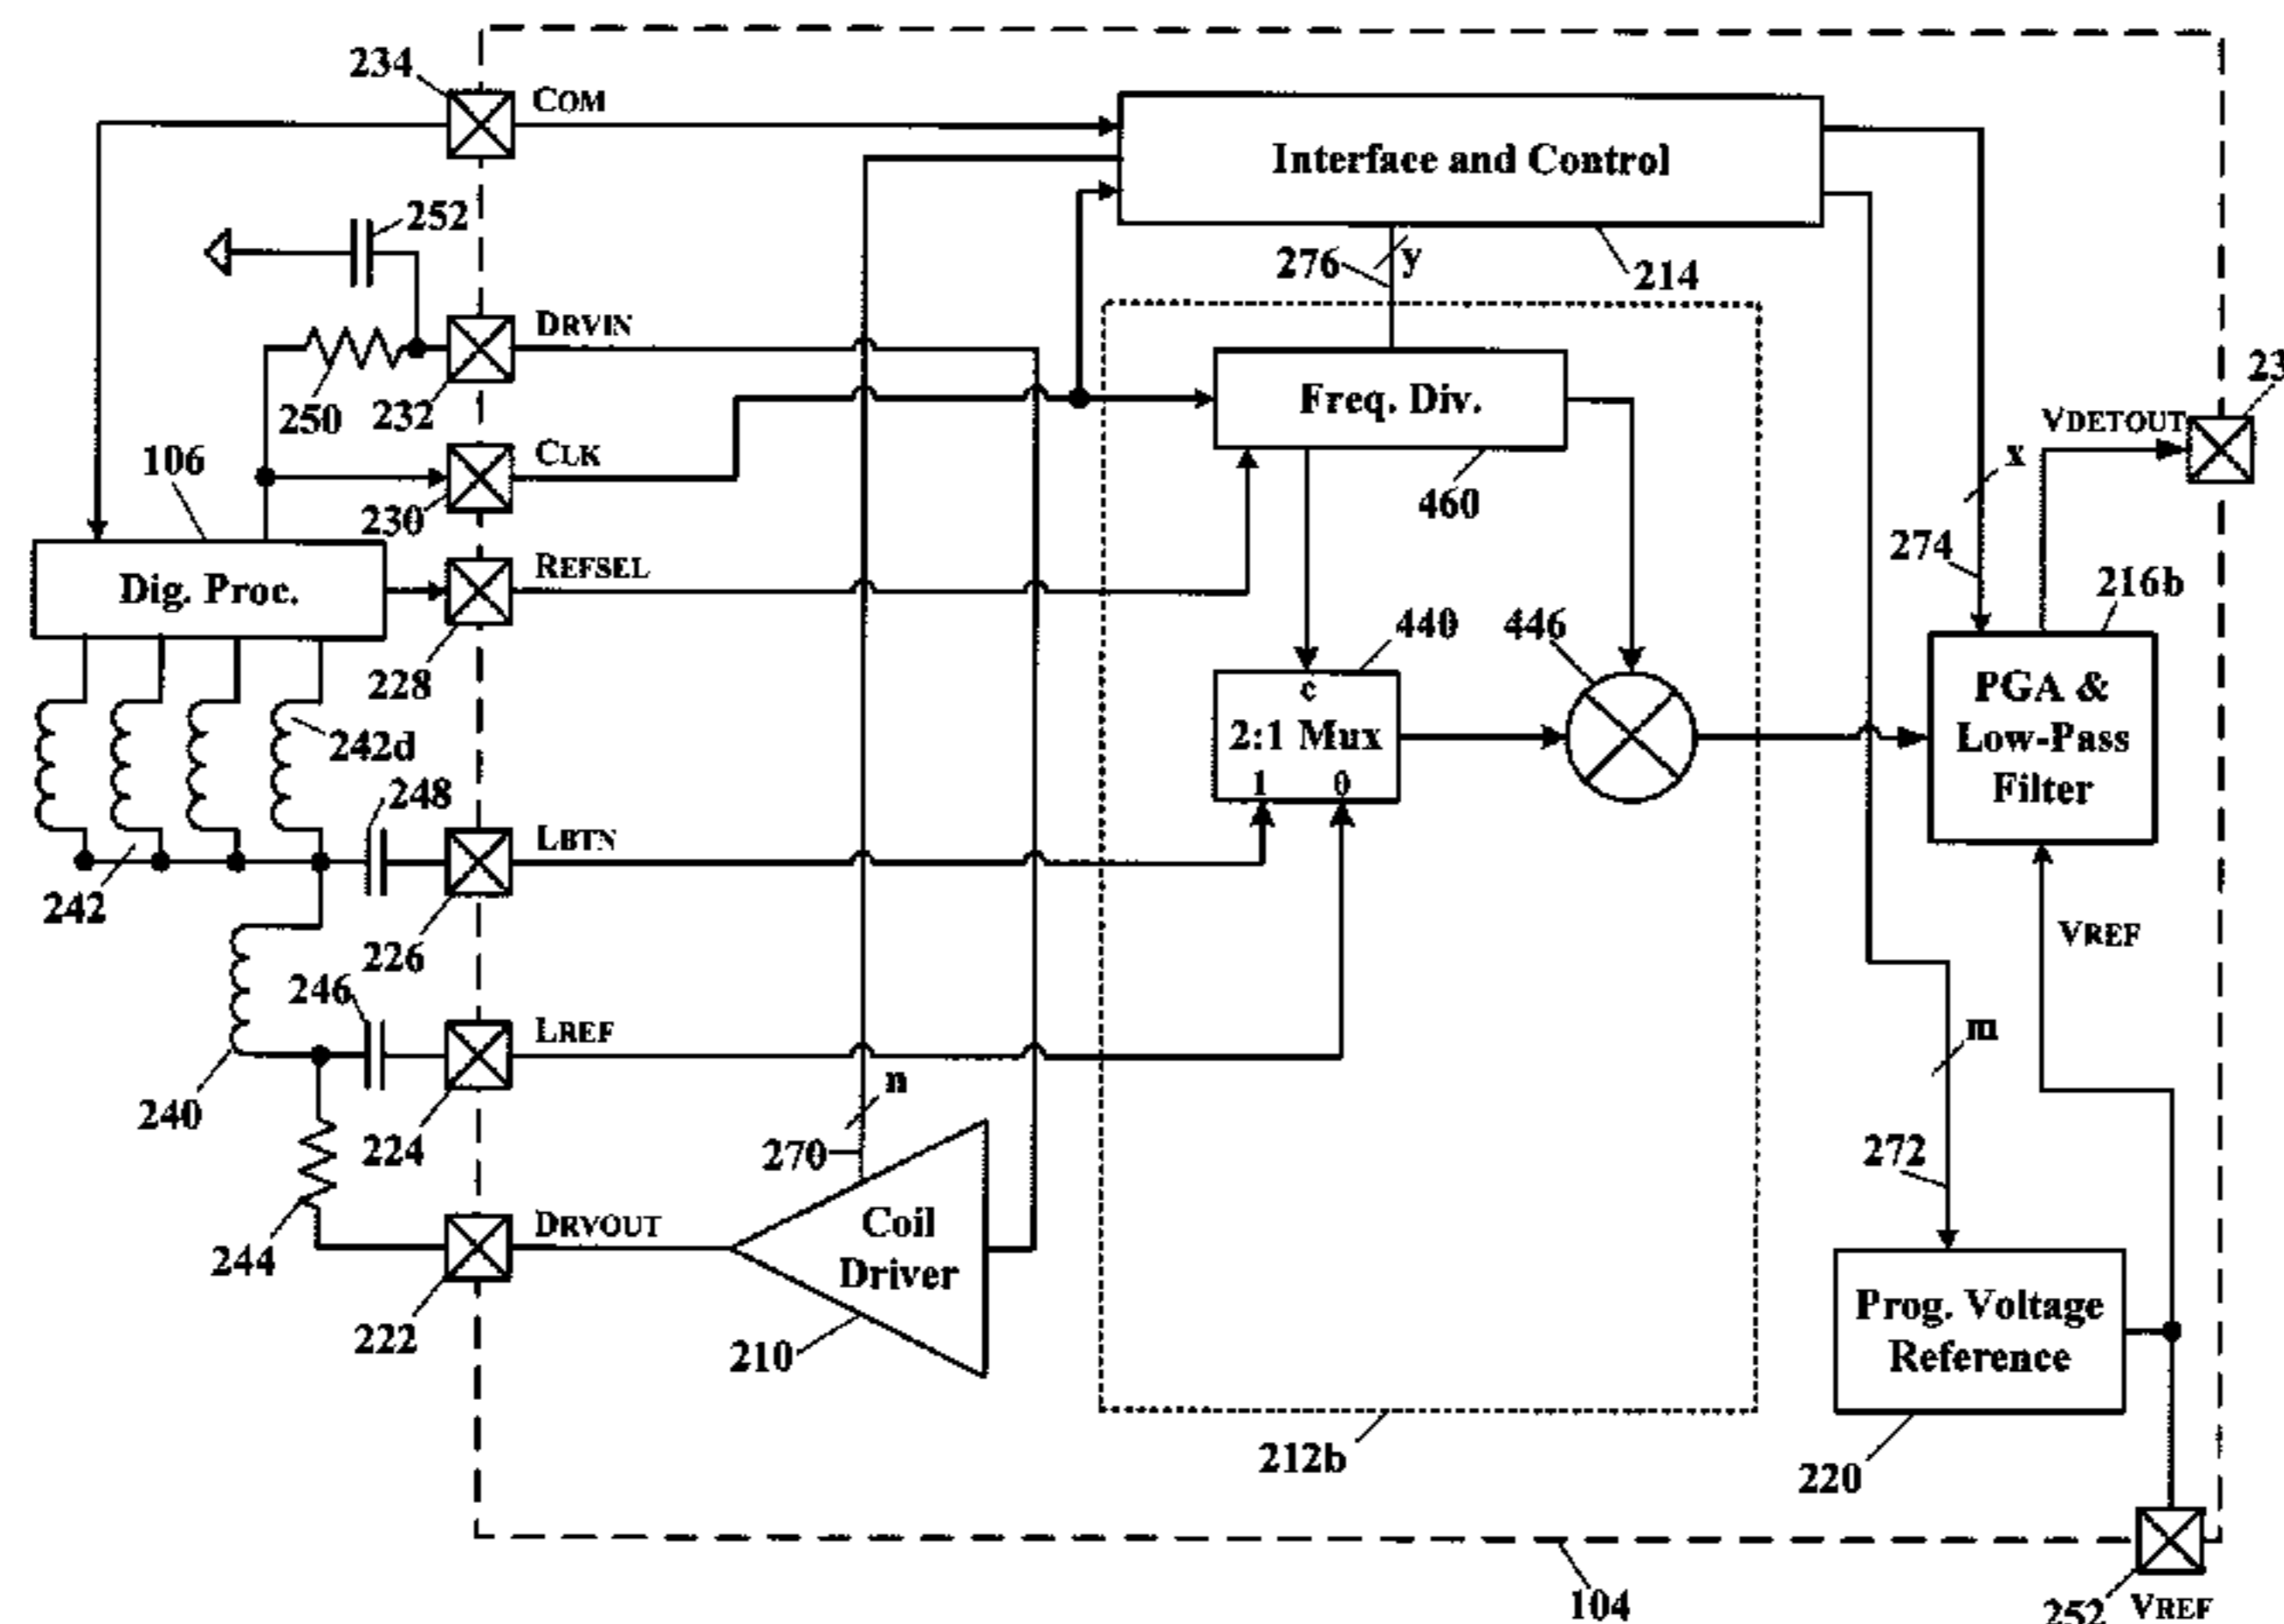 234
COM
Interface and Control
252
276
y
214
DRVIN
250
232
Freq. Div.
23
VDETOUT
x
106
CLK
230
460
Dig. Proc.
REFSEL
228
274
216b
440
446
c
2:1 Mux
1
0
PGA &
Low-Pass
Filter
242d
248
LBTN
242
226
VREF
246
LREF
240
224
n
m
270
272
DRVOUT
Coil
Driver
244
222
210
Prog. Voltage
Reference
212b
220
104
252
VREF